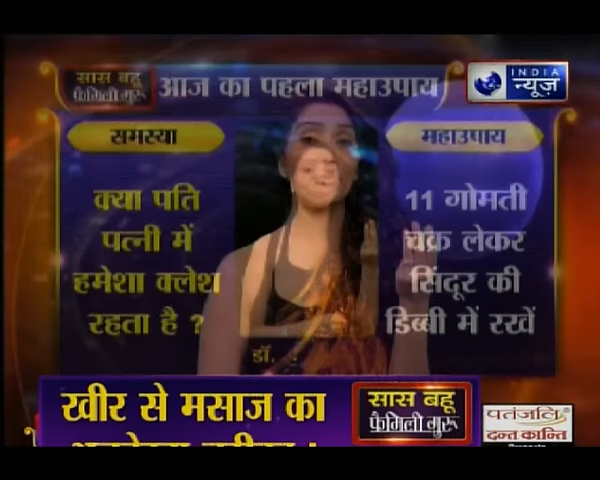 सास बहू
फैमिली गुरू
आज का पहला महाउपाय
INDIA
न्यूज़
समस्या
क्या पति
पत्नी में
हमेशा क्लेश
रहता है ?
महाउपाय
11 गोमती
चक्र लेकर
सिंदूर की
डिब्बी में रखें
डॉ.
खीर से मसाज का
सास बहू
फैमिली गुरू
पतंजलि®
दन्त कान्ति